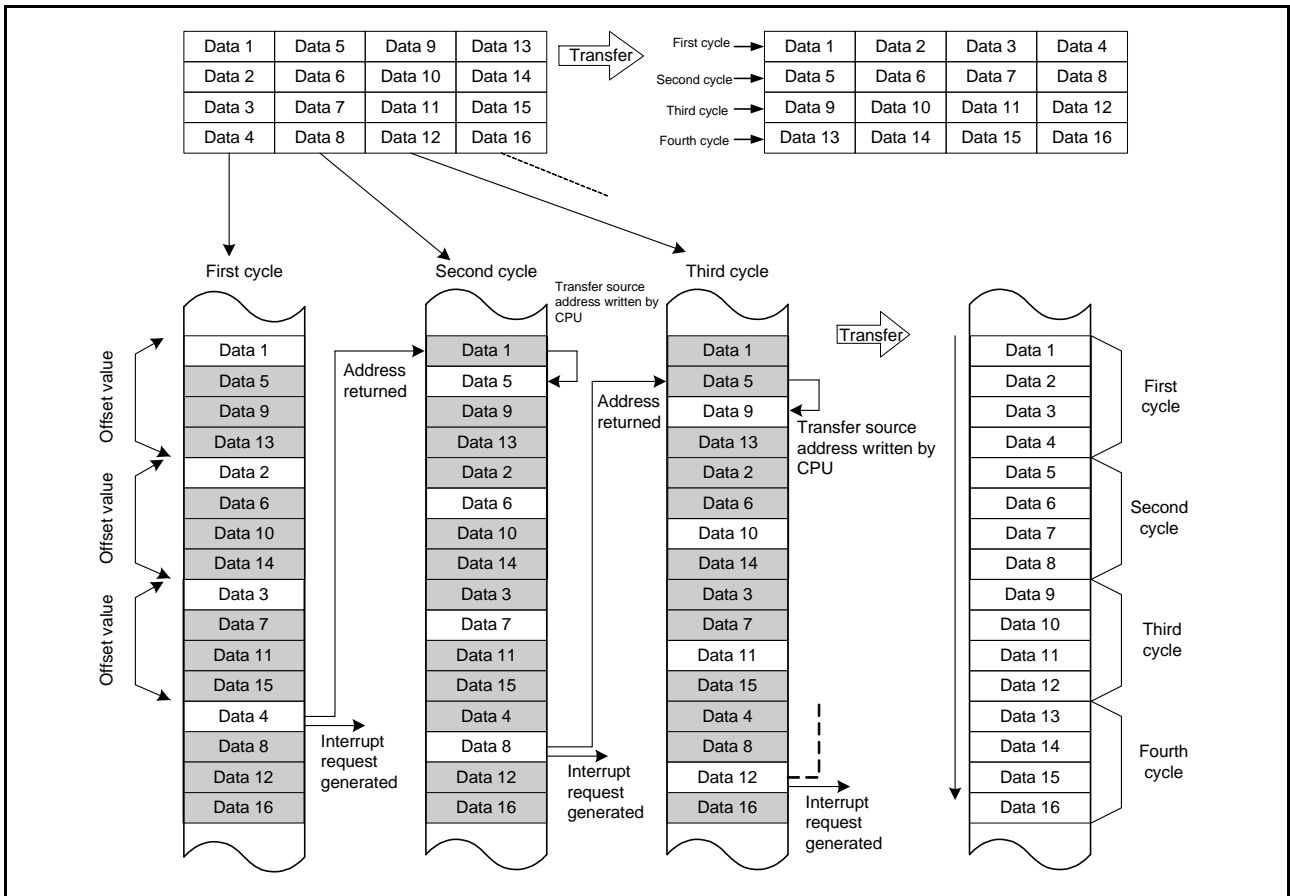 Data 1 Data 5 Data 9 Data 13
Data 2 Data 6 Data 10 Data 14
Data 3 Data 7 Data 11 Data 15
Data 4 Data 8 Data 12 Data 16
Transfer
First cycle Data 1 Data 2 Data 3 Data 4
Second cycle Data 5 Data 6 Data 7 Data 8
Third cycle Data 9 Data 10 Data 11 Data 12
Fourth cycle Data 13 Data 14 Data 15 Data 16
First cycle
Offset value
Offset value
Offset value
Data 1
Data 5
Data 9
Data 13
Data 2
Data 6
Data 10
Data 14
Data 3
Data 7
Data 11
Data 15
Data 4
Data 8
Data 12
Data 16
Address
returned
Interrupt
request
generated
Second cycle
Transfer source
address written by
CPU
Data 1
Data 5
Data 9
Data 13
Data 2
Data 6
Data 10
Data 14
Data 3
Data 7
Data 11
Data 15
Data 4
Data 8
Data 12
Data 16
Address
returned
Interrupt
request
generated
Third cycle
Data 1
Data 5
Data 9
Data 13
Data 2
Data 6
Data 10
Data 14
Data 3
Data 7
Data 11
Data 15
Data 4
Data 8
Data 12
Data 16
Transfer source
address written by
CPU
Interrupt
request
generated
Transfer
Data 1
Data 2
Data 3
Data 4
Data 5
Data 6
Data 7
Data 8
Data 9
Data 10
Data 11
Data 12
Data 13
Data 14
Data 15
Data 16
First
cycle
Second
cycle
Third
cycle
Fourth
cycle